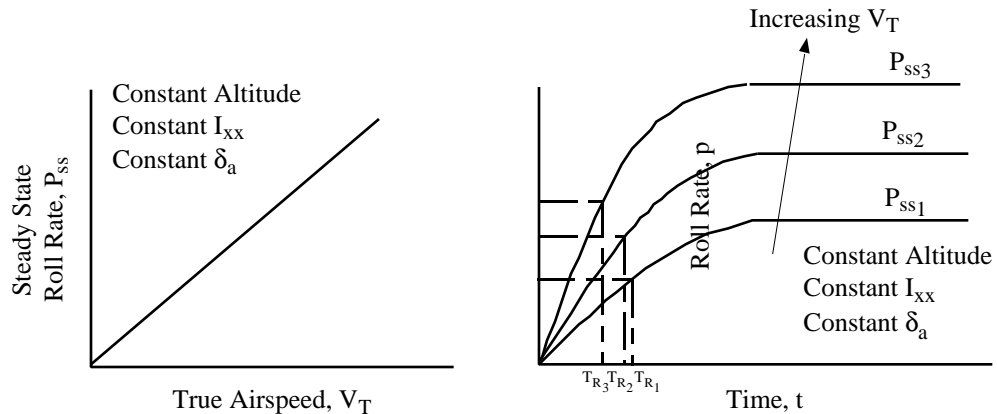 Constant Altitude
Constant I_xx
Constant δ_a
Steady State
Roll Rate, P_ss
True Airspeed, V_T
Increasing V_T
P_ss3
P_ss2
P_ss1
Roll Rate, p
Constant Altitude
Constant I_xx
Constant δ_a
T_R3 T_R2 T_R1
Time, t